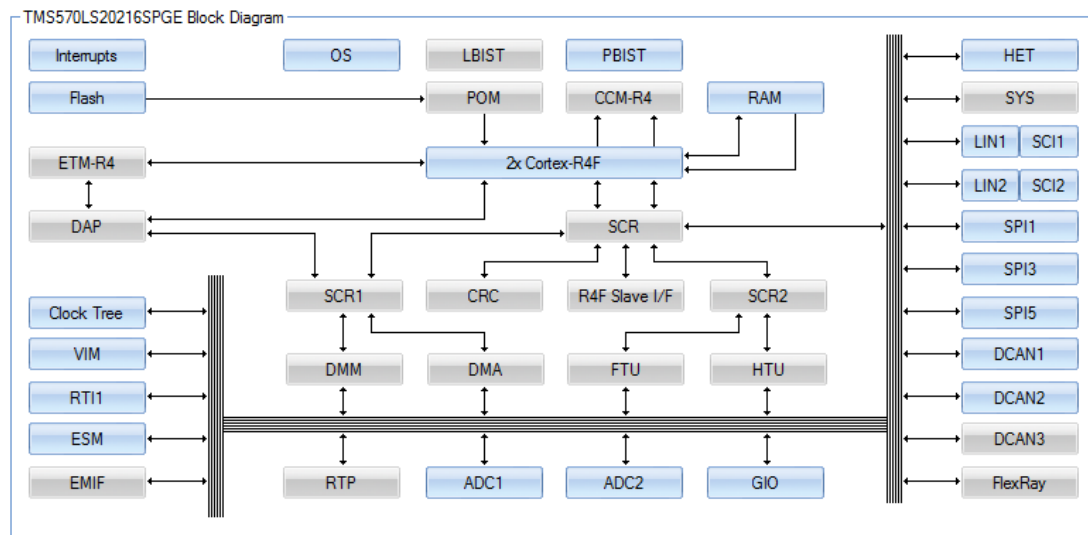 TMS570LS20216SPGE Block Diagram
Interrupts
OS
LBIST
PBIST
HET
Flash
POM
CCM-R4
RAM
SYS
ETM-R4
2x Cortex-R4F
LIN1
SCI1
LIN2
SCI2
DAP
SCR
SPI1
SCR1
CRC
R4F Slave I/F
SCR2
SPI3
Clock Tree
SPI5
VIM
DMM
DMA
FTU
HTU
DCAN1
RTI1
DCAN2
ESM
DCAN3
EMIF
RTP
ADC1
ADC2
GIO
FlexRay